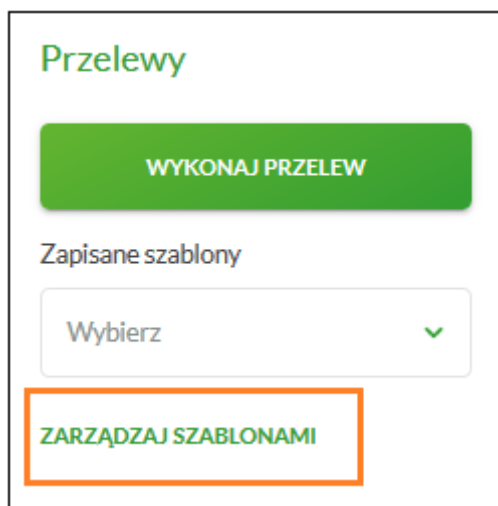 Przelewy
WYKONAJ PRZELEW
Zapisane szablony
Wybierz
ZARZĄDZAJ SZABLONAMI